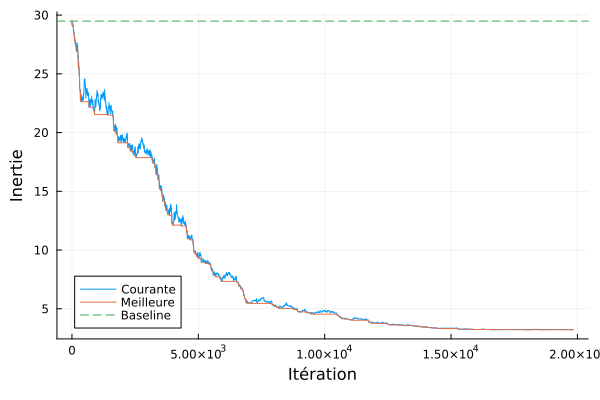 30
25
20
15
10
5
Inertie
Courante
Meilleure
Baseline
0
5.00×10³
1.00×10⁴
1.50×10⁴
2.00×10
Itération